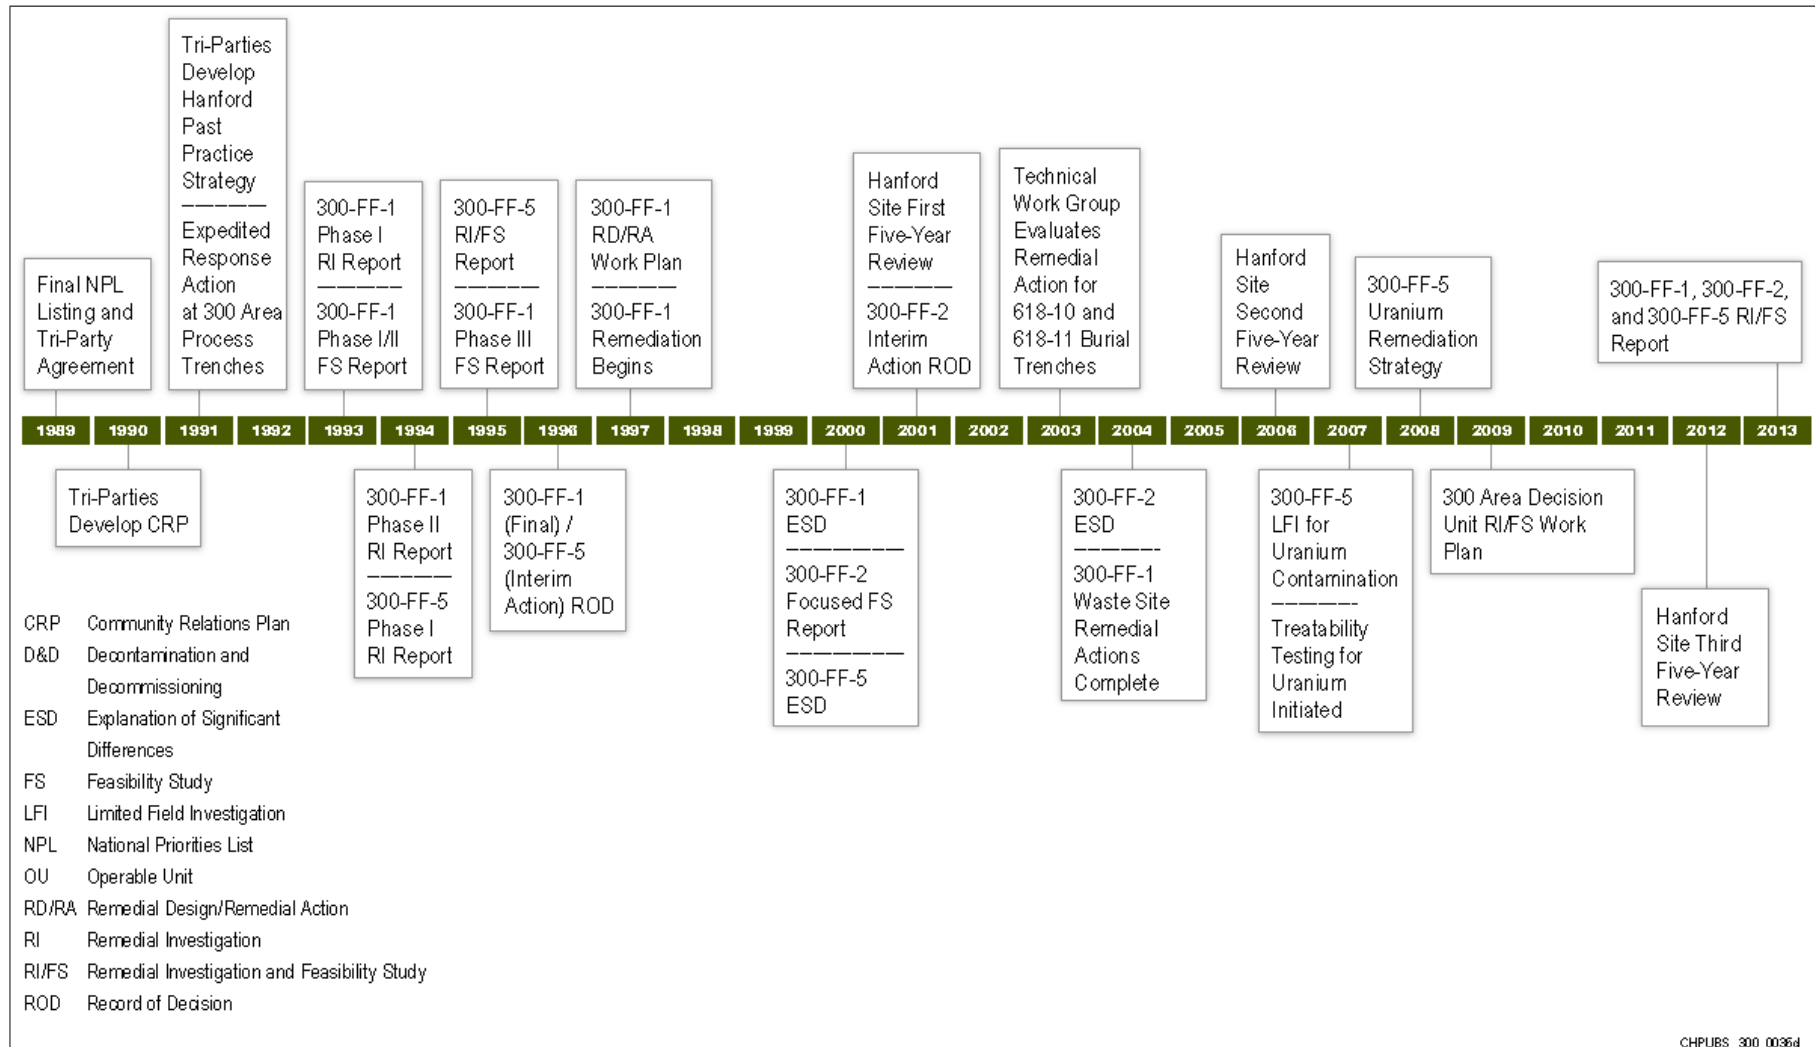 Tri-Parties
Develop
Hanford
Past
Practice
Strategy
Expedited
Response
Action
at 300 Area
Process
Trenches
Final NPL
Listing and
Tri-Party
Agreement
300-FF-1
Phase I
RI Report
300-FF-1
Phase I/II
FS Report
300-FF-5
RI/FS
Report
300-FF-1
Phase III
FS Report
300-FF-1
RD/RA
Work Plan
300-FF-1
Remediation
Begins
Hanford
Site First
Five-Year
Review
300-FF-2
Interim
Action ROD
Technical
Work Group
Evaluates
Remedial
Action for
618-10 and
618-11 Burial
Trenches
Hanford
Site
Second
Five-Year
Review
300-FF-5
Uranium
Remediation
Strategy
300-FF-1, 300-FF-2,
and 300-FF-5 RI/FS
Report
1989 1990 1991 1992 1993 1994 1995 1996 1997 1998 1999 2000 2001 2002 2003 2004 2005 2006 2007 2008 2009 2010 2011 2012 2013
Tri-Parties
Develop CRP
300-FF-1
Phase II
RI Report
300-FF-5
Phase I
RI Report
300-FF-1
(Final) /
300-FF-5
(Interim
Action) ROD
300-FF-1
ESD
300-FF-2
Focused FS
Report
300-FF-5
ESD
300-FF-2
ESD
300-FF-1
Waste Site
Remedial
Actions
Complete
300-FF-5
LFI for
Uranium
Contamination
Treatability
Testing for
Uranium
Initiated
300 Area Decision
Unit RI/FS Work
Plan
Hanford
Site Third
Five-Year
Review
CRP Community Relations Plan
D&D Decontamination and
Decommissioning
ESD Explanation of Significant
Differences
FS Feasibility Study
LFI Limited Field Investigation
NPL National Priorities List
OU Operable Unit
RD/RA Remedial Design/Remedial Action
RI Remedial Investigation
RI/FS Remedial Investigation and Feasibility Study
ROD Record of Decision
CHPUBS_300_0036d